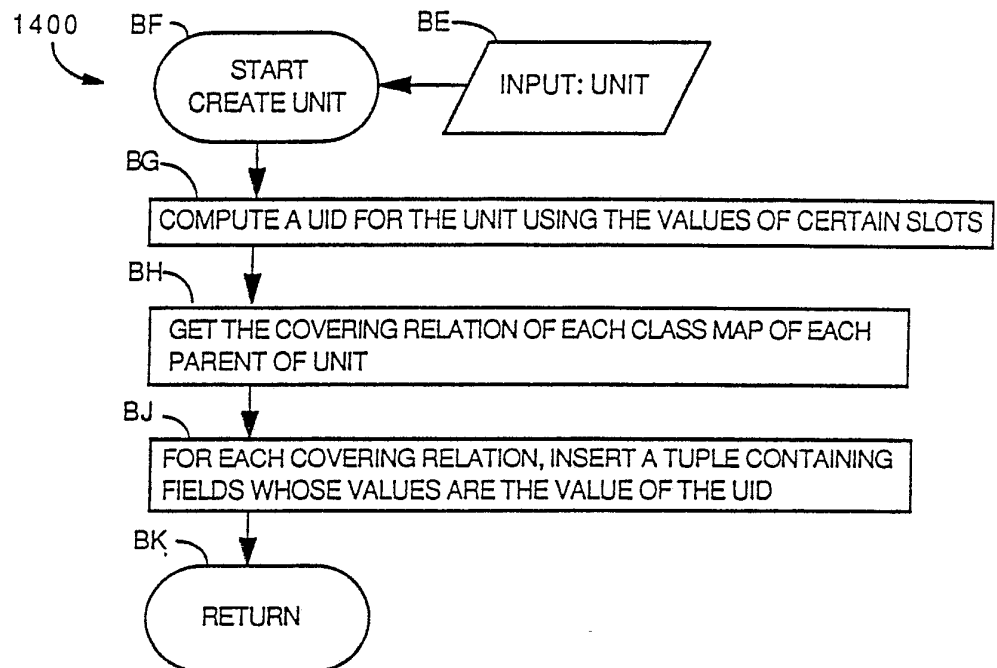 1400
BF
BE
START
CREATE UNIT
INPUT: UNIT
BG
COMPUTE A UID FOR THE UNIT USING THE VALUES OF CERTAIN SLOTS
BH
GET THE COVERING RELATION OF EACH CLASS MAP OF EACH
PARENT OF UNIT
BJ
FOR EACH COVERING RELATION, INSERT A TUPLE CONTAINING
FIELDS WHOSE VALUES ARE THE VALUE OF THE UID
BK
RETURN